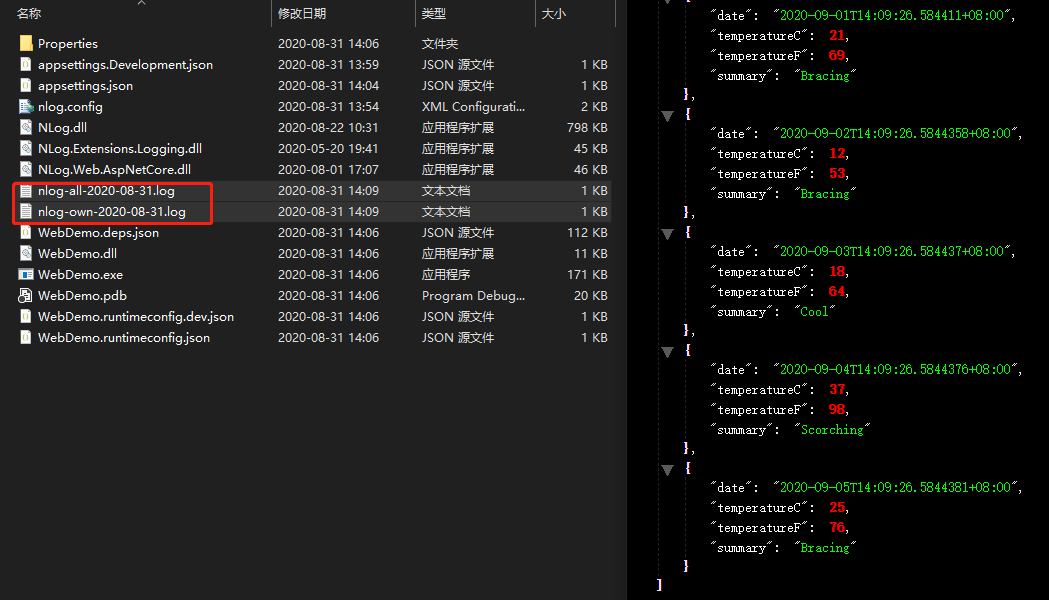 名称 修改日期 类型 大小
Properties 2020-08-31 14:06 文件夹
appsettings.Development.json 2020-08-31 13:59 JSON 源文件 1 KB
appsettings.json 2020-08-31 14:04 JSON 源文件 1 KB
nlog.config 2020-08-31 13:54 XML Configurati... 2 KB
NLog.dll 2020-08-22 10:31 应用程序扩展 798 KB
NLog.Extensions.Logging.dll 2020-05-20 19:41 应用程序扩展 45 KB
NLog.Web.AspNetCore.dll 2020-08-01 17:07 应用程序扩展 46 KB
nlog-all-2020-08-31.log 2020-08-31 14:09 文本文档 1 KB
nlog-own-2020-08-31.log 2020-08-31 14:09 文本文档 1 KB
WebDemo.deps.json 2020-08-31 14:06 JSON 源文件 112 KB
WebDemo.dll 2020-08-31 14:06 应用程序扩展 11 KB
WebDemo.exe 2020-08-31 14:06 应用程序 171 KB
WebDemo.pdb 2020-08-31 14:06 Program Debug... 20 KB
WebDemo.runtimeconfig.dev.json 2020-08-31 14:06 JSON 源文件 1 KB
WebDemo.runtimeconfig.json 2020-08-31 14:06 JSON 源文件 1 KB
"date": "2020-09-01T14:09:26.584411+08:00",
"temperatureC": 21,
"temperatureF": 69,
"summary": "Bracing"
},
{
"date": "2020-09-02T14:09:26.5844358+08:00",
"temperatureC": 12,
"temperatureF": 53,
"summary": "Bracing"
},
{
"date": "2020-09-03T14:09:26.584437+08:00",
"temperatureC": 18,
"temperatureF": 64,
"summary": "Cool"
},
{
"date": "2020-09-04T14:09:26.5844376+08:00",
"temperatureC": 37,
"temperatureF": 98,
"summary": "Scorching"
},
{
"date": "2020-09-05T14:09:26.5844381+08:00",
"temperatureC": 25,
"temperatureF": 76,
"summary": "Bracing"
}
]